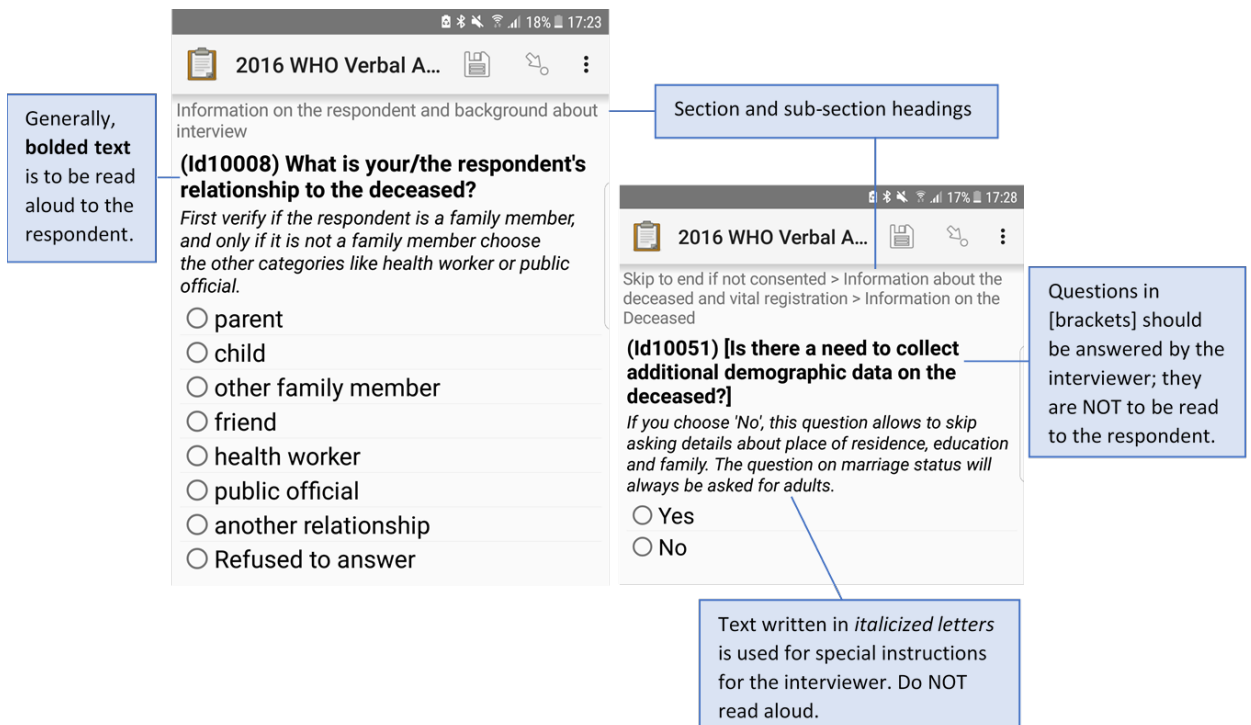 18% 17:23
2016 WHO Verbal A...
Information on the respondent and background about
interview
(Id10008) What is your/the respondent's
relationship to the deceased?
First verify if the respondent is a family member,
and only if it is not a family member choose
the other categories like health worker or public
official.
parent
child
other family member
friend
health worker
public official
another relationship
Refused to answer
Generally,
bolded text
is to be read
aloud to the
respondent.
Section and sub-section headings
17% 17:28
2016 WHO Verbal A...
Skip to end if not consented > Information about the
deceased and vital registration > Information on the
Deceased
(Id10051) [Is there a need to collect
additional demographic data on the
deceased?]
If you choose 'No', this question allows to skip
asking details about place of residence, education
and family. The question on marriage status will
always be asked for adults.
Yes
No
Questions in
[brackets] should
be answered by the
interviewer; they
are NOT to be read
to the respondent.
Text written in italicized letters
is used for special instructions
for the interviewer. Do NOT
read aloud.